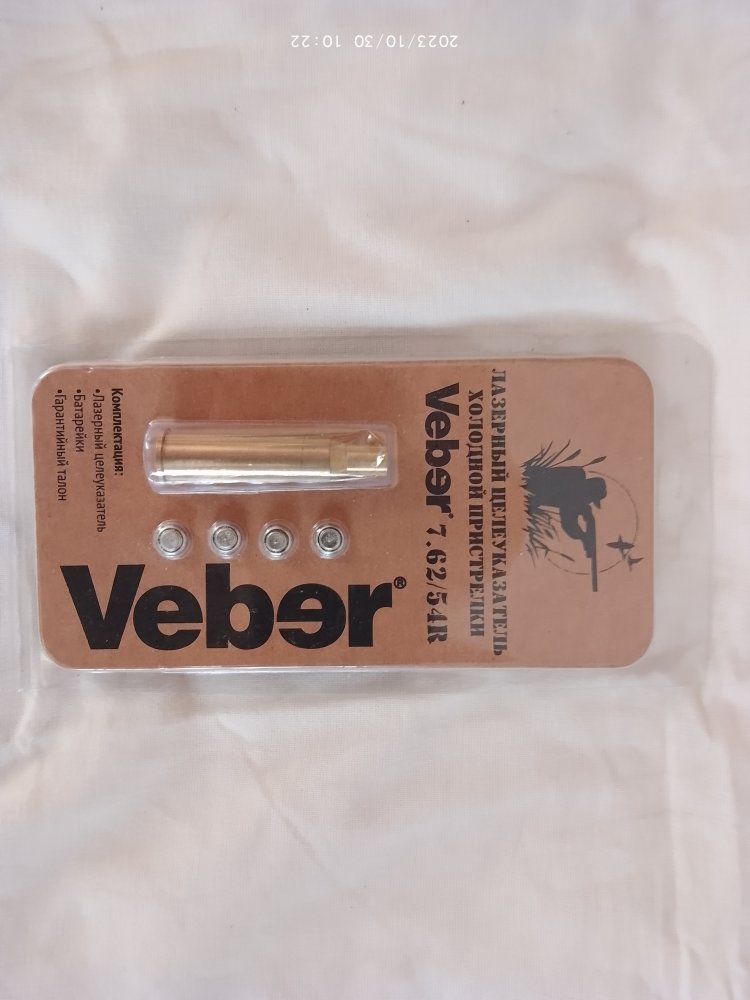 2023/10/30 10:22
ЛАЗЕРНЫЙ ЦЕЛЕУКАЗАТЕЛЬ
ХОЛОДНОЙ ПРИСТРЕЛКИ
Veber 7.62/54R
Комплектация:
•Лазерный целеуказатель
•Батарейки
•Гарантийный талон
Veber®